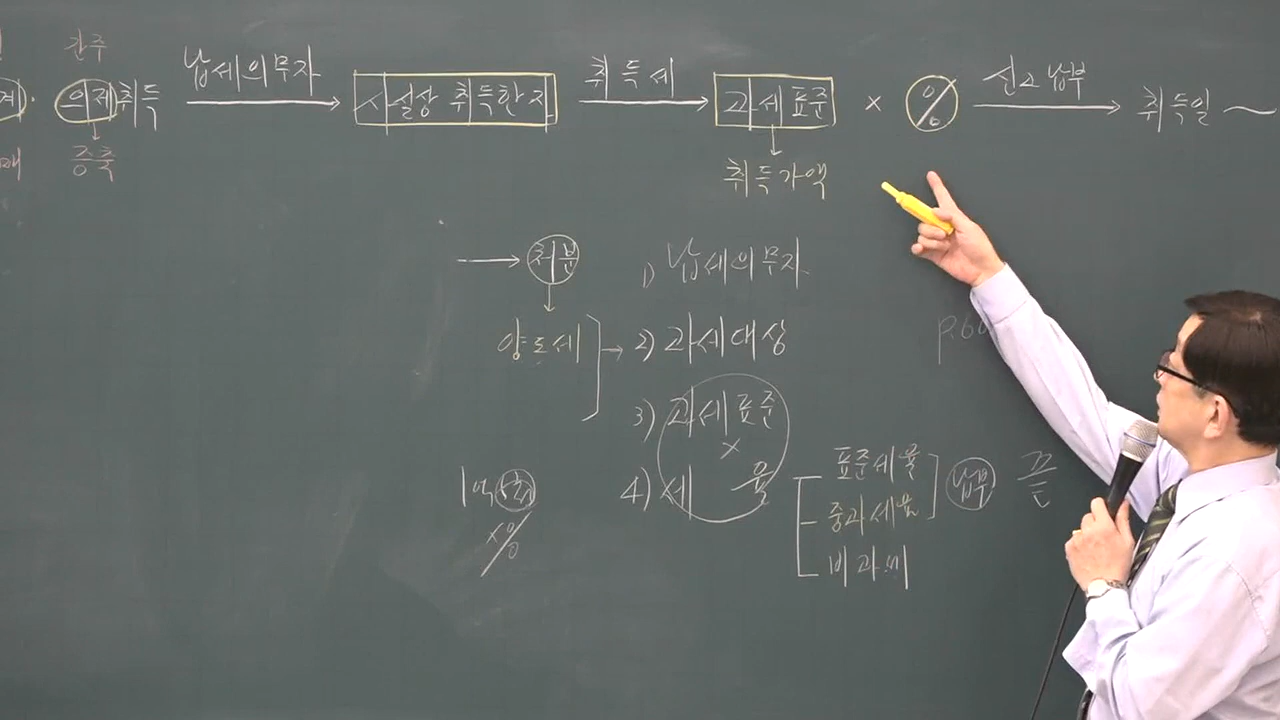 간주
의제취득 납세의무자 사실상 취득한 자 취득세 과세표준 × % 신고납부 취득일 ~
증축
취득가액
처분
1) 납세의무자
양도세 → 2) 과세대상
3) 과세표준
×
4) 세 율
표준세율
중과세율
비과세
납부 끝
1억
×%
P.60